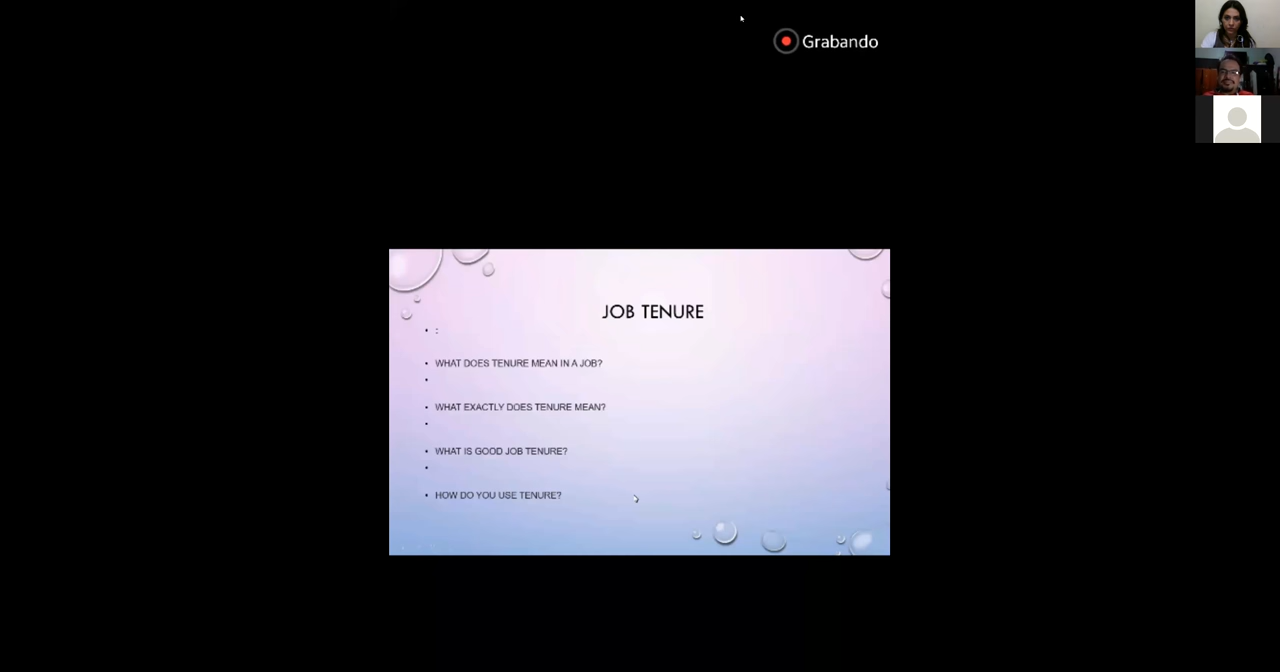 Grabando
JOB TENURE
• :
• WHAT DOES TENURE MEAN IN A JOB?
•
• WHAT EXACTLY DOES TENURE MEAN?
•
• WHAT IS GOOD JOB TENURE?
•
• HOW DO YOU USE TENURE?